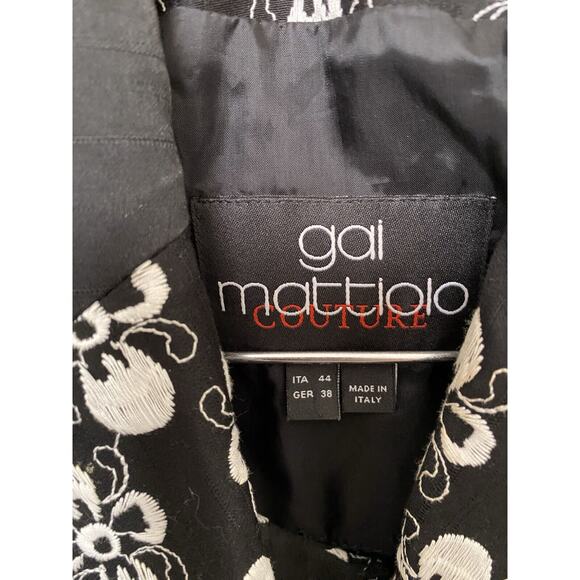 gai
mattiolo
COUTURE
ITA 44
GER 38
MADE IN
ITALY